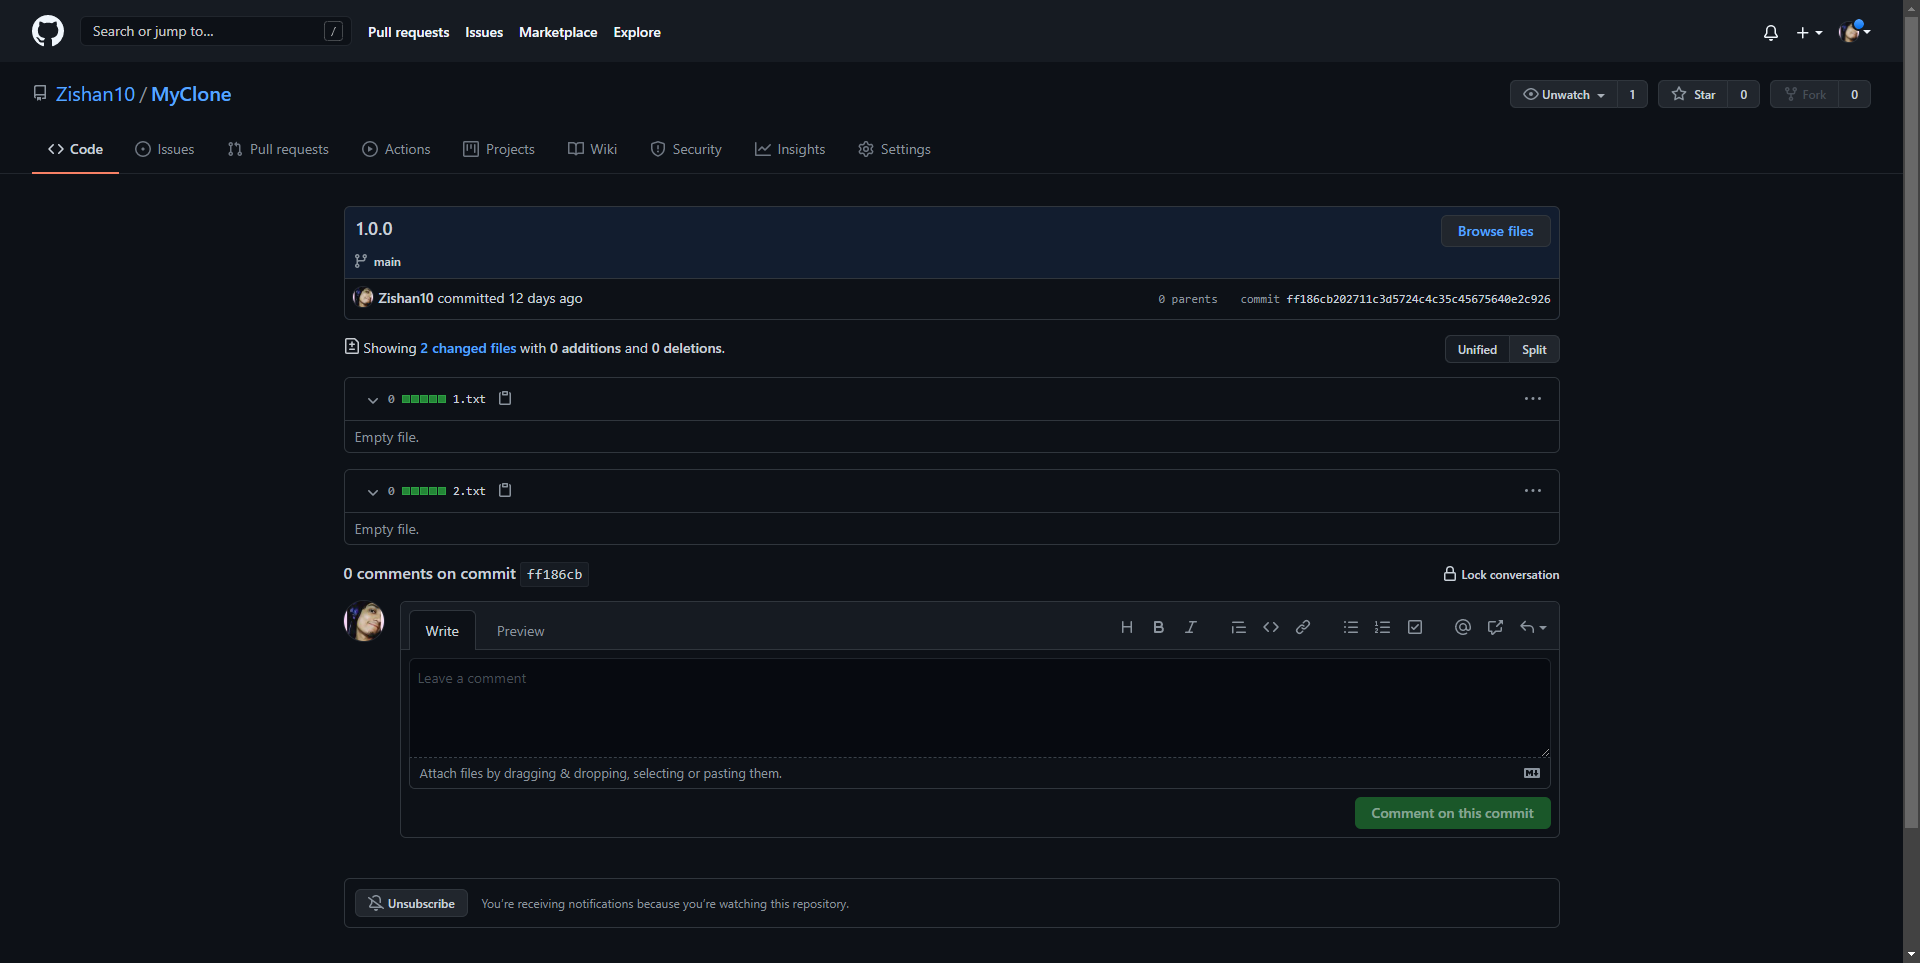 Search or jump to... /
Pull requests Issues Marketplace Explore
Zishan10 / MyClone
Unwatch 1 Star 0 Fork 0
Code Issues Pull requests Actions Projects Wiki Security Insights Settings
1.0.0
Browse files
main
Zishan10 committed 12 days ago
0 parents commit ff186cb202711c3d5724c4c35c45675640e2c926
Showing 2 changed files with 0 additions and 0 deletions.
Unified Split
0 1.txt
Empty file.
0 2.txt
Empty file.
0 comments on commit ff186cb
Lock conversation
Write Preview
Leave a comment
Attach files by dragging & dropping, selecting or pasting them.
Comment on this commit
Unsubscribe You're receiving notifications because you're watching this repository.